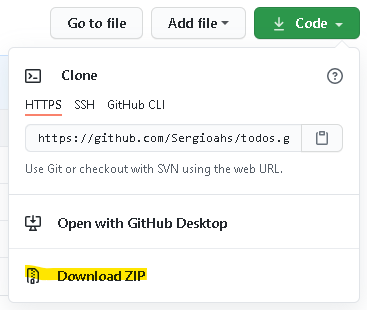 Go to file Add file Code
Clone
HTTPS SSH GitHub CLI
https://github.com/Sergioahs/todos.g
Use Git or checkout with SVN using the web URL.
Open with GitHub Desktop
Download ZIP